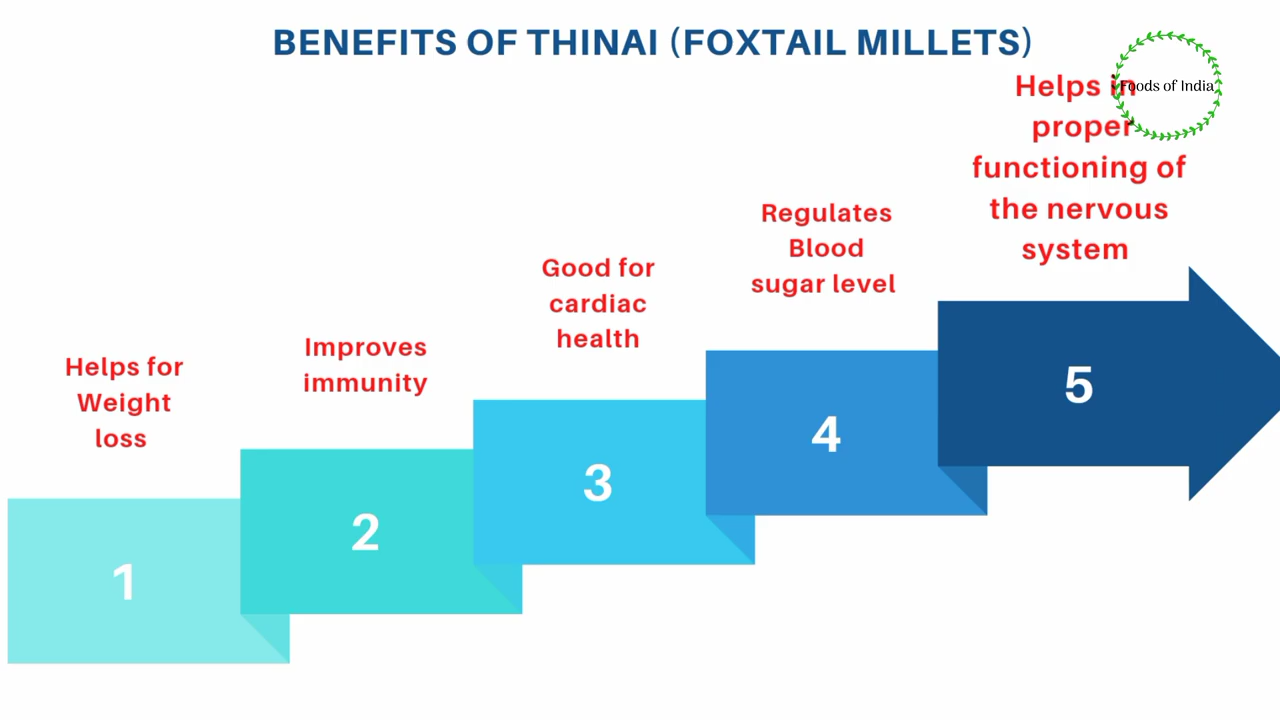 BENEFITS OF THINAI (FOXTAIL MILLETS)
Foods of India
Helps for
Weight
loss
1
Improves
immunity
2
Good for
cardiac
health
3
Regulates
Blood
sugar level
4
Helps in
proper
functioning of
the nervous
system
5